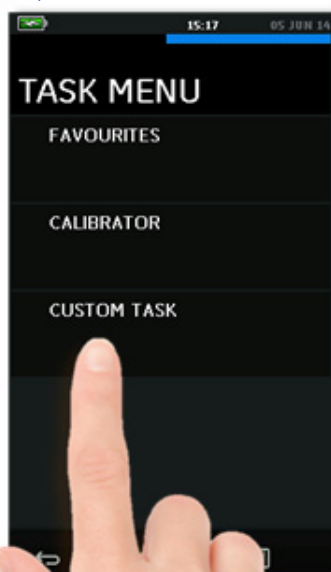 15:17 05 JUN 14
TASK MENU
FAVOURITES
CALIBRATOR
CUSTOM TASK